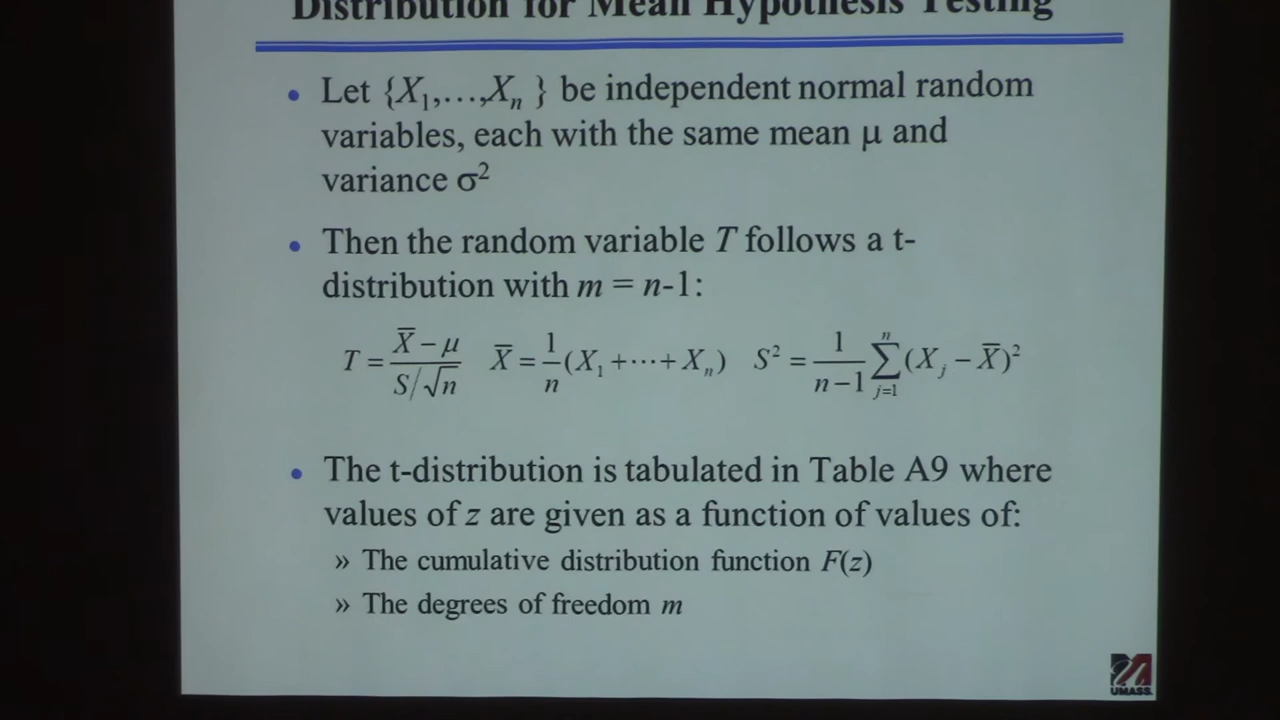 Distribution for Mean Hypothesis Testing
• Let {X₁,…,Xₙ } be independent normal random
variables, each with the same mean μ and
variance σ²
• Then the random variable T follows a t-
distribution with m = n-1:
T = (X̄ − μ) / (S/√n)   X̄ = 1/n (X₁ +⋯+ Xₙ)   S² = 1/(n−1) ∑ⁿⱼ₌₁ (Xⱼ − X̄)²
• The t-distribution is tabulated in Table A9 where
values of z are given as a function of values of:
» The cumulative distribution function F(z)
» The degrees of freedom m
UMASS